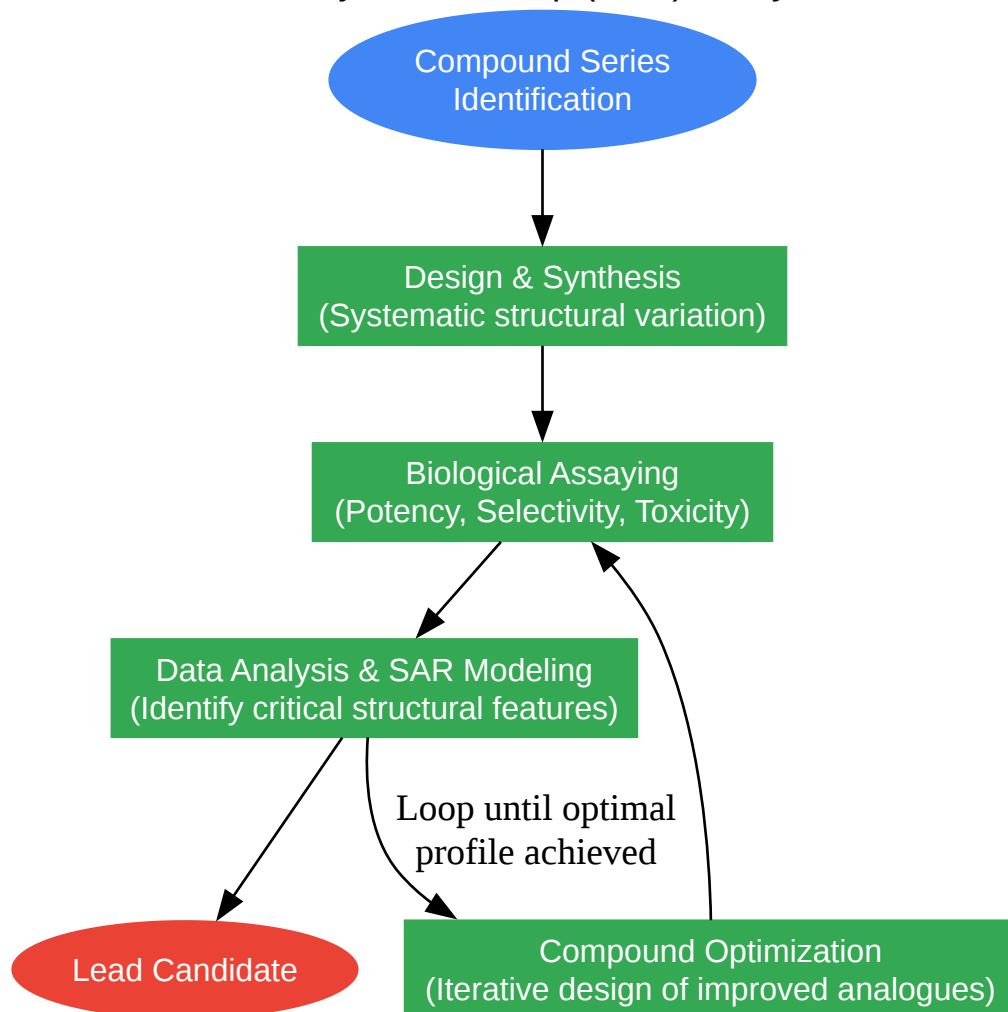 Compound Series
Identification
Design & Synthesis
(Systematic structural variation)
Biological Assaying
(Potency, Selectivity, Toxicity)
Data Analysis & SAR Modeling
(Identify critical structural features)
Loop until optimal
profile achieved
Lead Candidate
Compound Optimization
(Iterative design of improved analogues)